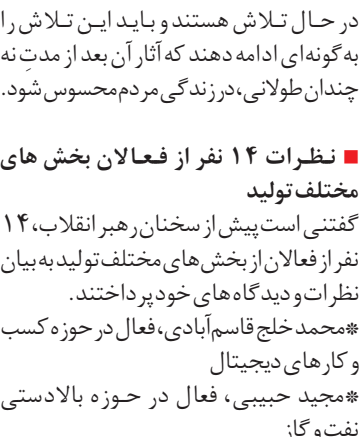 در حال تلاش هستند و باید این تلاش را
به گونه‌ای ادامه دهند که آثار آن بعد از مدتِ نه
چندان طولانی، در زندگی مردم محسوس شود.
■ نظرات ۱۴ نفر از فعالان بخش های
مختلف تولید
گفتنی است پیش از سخنان رهبر انقلاب، ۱۴
نفر از فعالان از بخش‌های مختلف تولید به بیان
نظرات و دیدگاه‌های خود پرداختند.
*محمد خلج قاسم‌آبادی، فعال در حوزه کسب
و کارهای دیجیتال
*مجید حبیبی، فعال در حوزه بالادستی
نفت و گاز